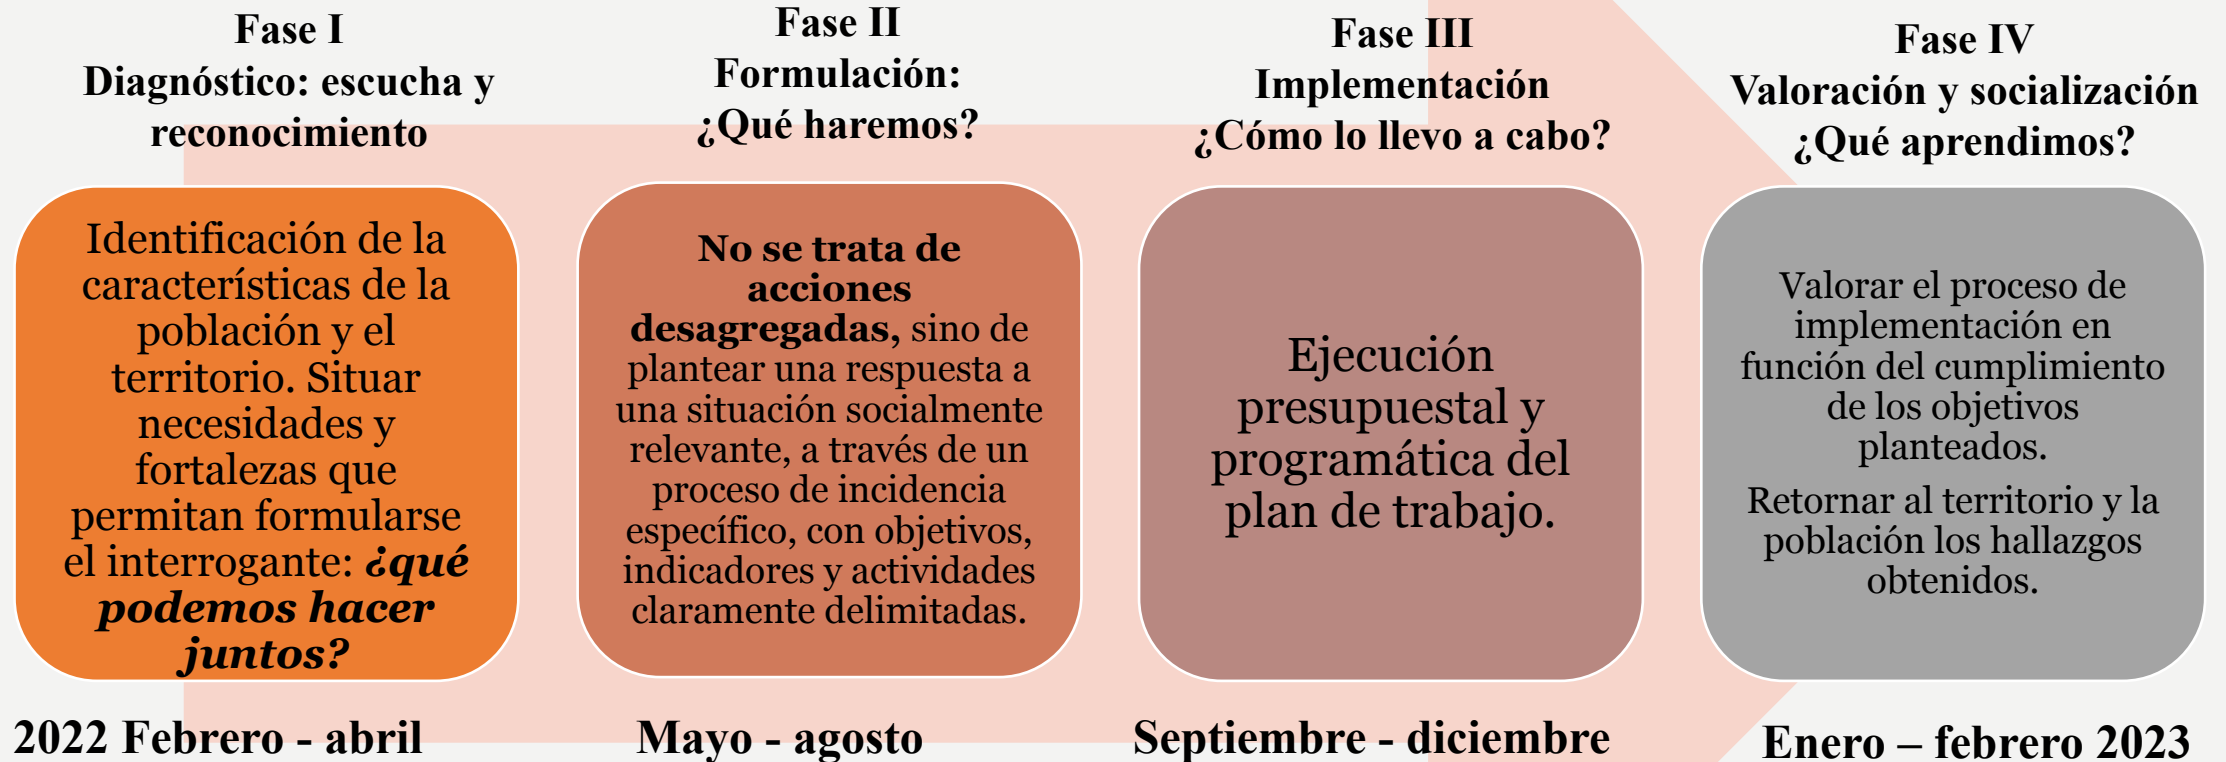 Fase I
Diagnóstico: escucha y
reconocimiento
Identificación de la
características de la
población y el
territorio. Situar
necesidades y
fortalezas que
permitan formularse
el interrogante: ¿qué
podemos hacer
juntos?
2022 Febrero - abril
Fase II
Formulación:
¿Qué haremos?
No se trata de
acciones
desagregadas, sino de
plantear una respuesta a
una situación socialmente
relevante, a través de un
proceso de incidencia
específico, con objetivos,
indicadores y actividades
claramente delimitadas.
Mayo - agosto
Fase III
Implementación
¿Cómo lo llevo a cabo?
Ejecución
presupuestal y
programática del
plan de trabajo.
Septiembre - diciembre
Fase IV
Valoración y socialización
¿Qué aprendimos?
Valorar el proceso de
implementación en
función del cumplimiento
de los objetivos
planteados.
Retornar al territorio y la
población los hallazgos
obtenidos.
Enero – febrero 2023